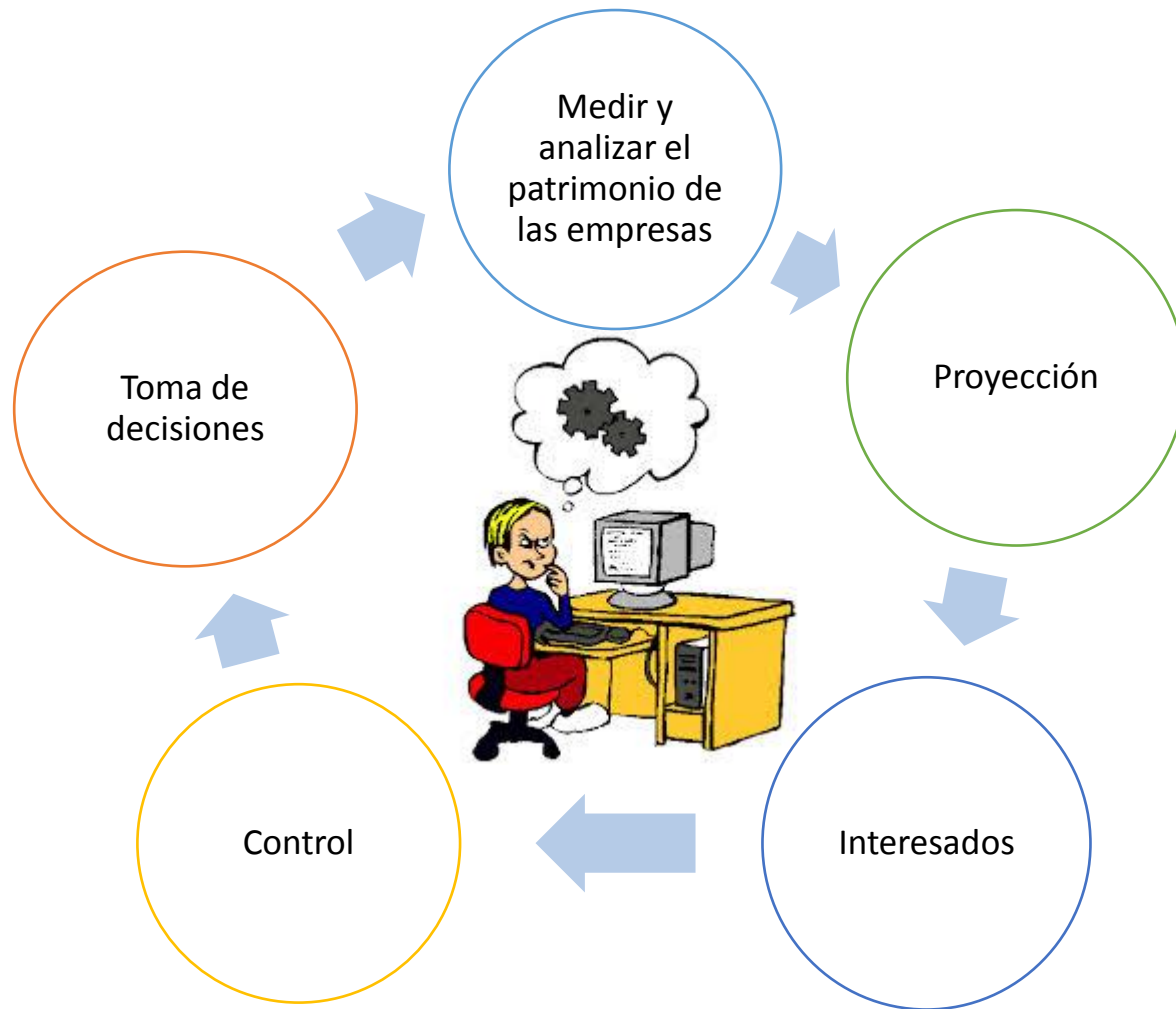 Medir y
analizar el
patrimonio de
las empresas
Proyección
Interesados
Control
Toma de
decisiones